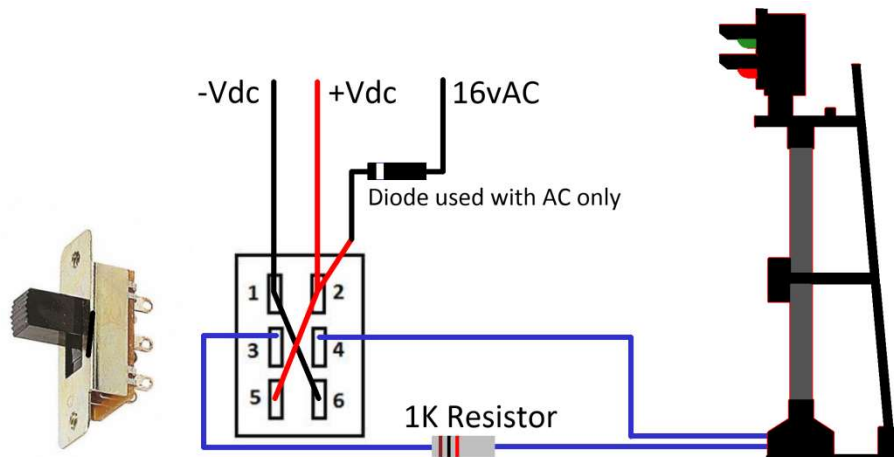 -Vdc +Vdc 16vAC
Diode used with AC only
1 2
3 4
5 6
1K Resistor